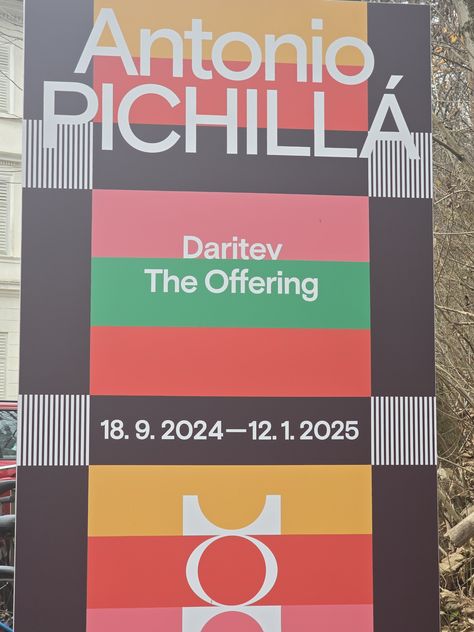 Antonio
PICHILLÁ
Daritev
The Offering
18. 9. 2024—12. 1. 2025